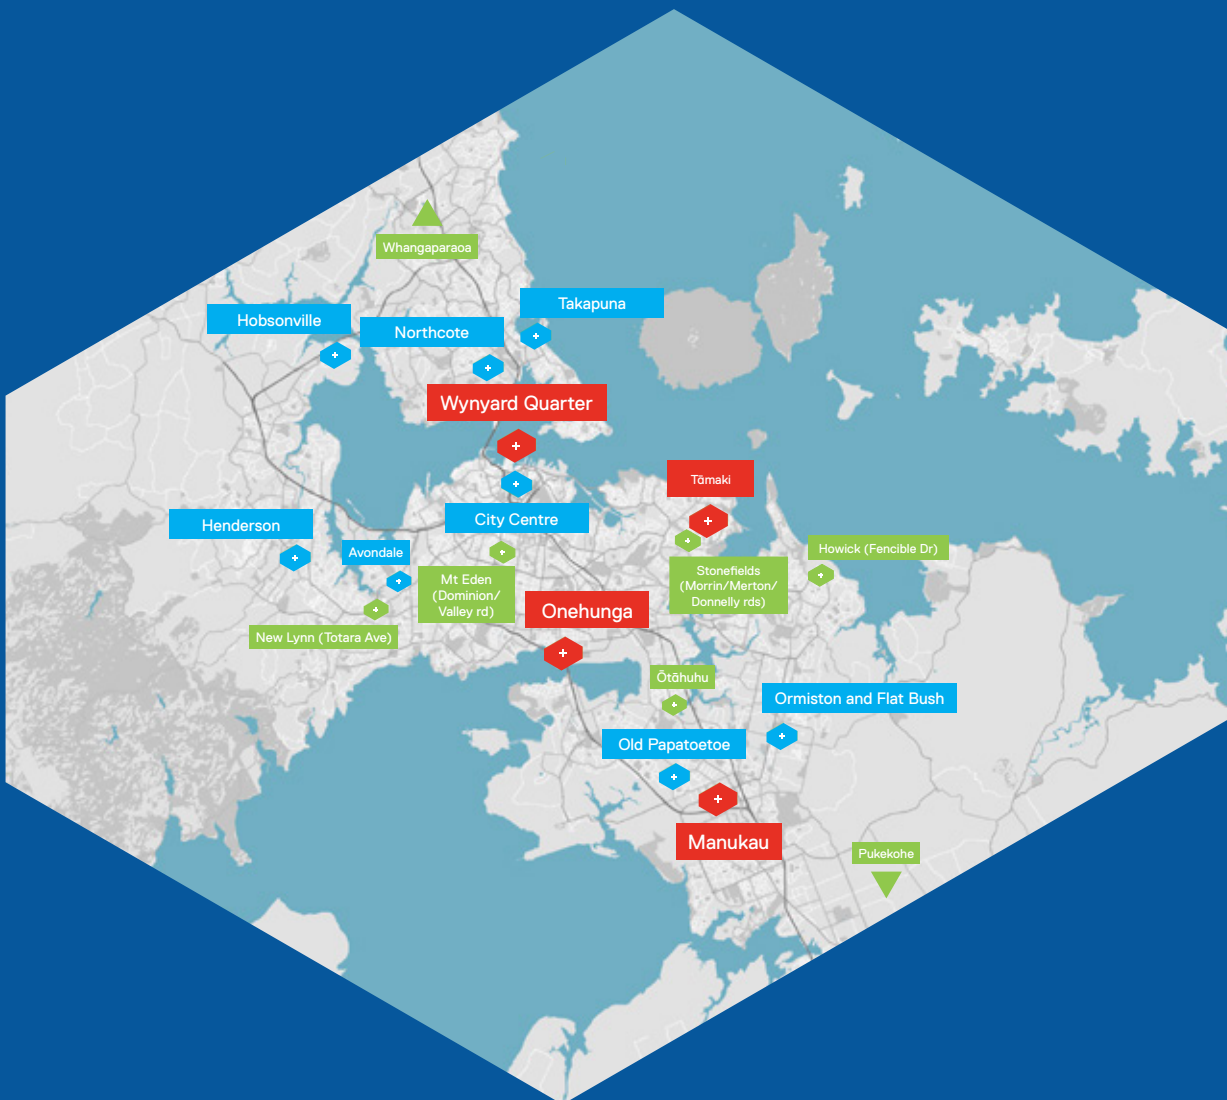 Whangaparaoa
Takapuna
Hobsonville
Northcote
Wynyard Quarter
Tāmaki
Henderson
City Centre
Avondale
Howick (Fencible Dr)
Mt Eden
(Dominion/
Valley rd)
Stonefields
(Morrin/Merton/
Donnelly rds)
Onehunga
New Lynn (Totara Ave)
Ōtāhuhu
Ormiston and Flat Bush
Old Papatoetoe
Manukau
Pukekohe